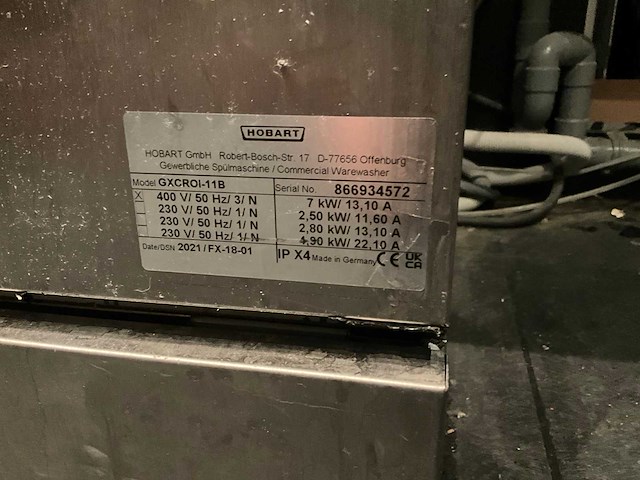 HOBART
HOBART GmbH Robert-Bosch-Str. 17 D-77656 Offenburg
Gewerbliche Spülmaschine / Commercial Warewasher
Model GXCROI-11B Serial No. 866934572
X 400 V/ 50 Hz/ 3/ N 7 kW/ 13,10 A
230 V/ 50 Hz/ 1/ N 2,50 kW/ 11,60 A
230 V/ 50 Hz/ 1/ N 2,80 kW/ 13,10 A
230 V/ 50 Hz/ 1/ N 4,90 kW/ 22,10 A
Date/DSN 2021/FX-18-01 IP X4 Made in Germany CE UK CA